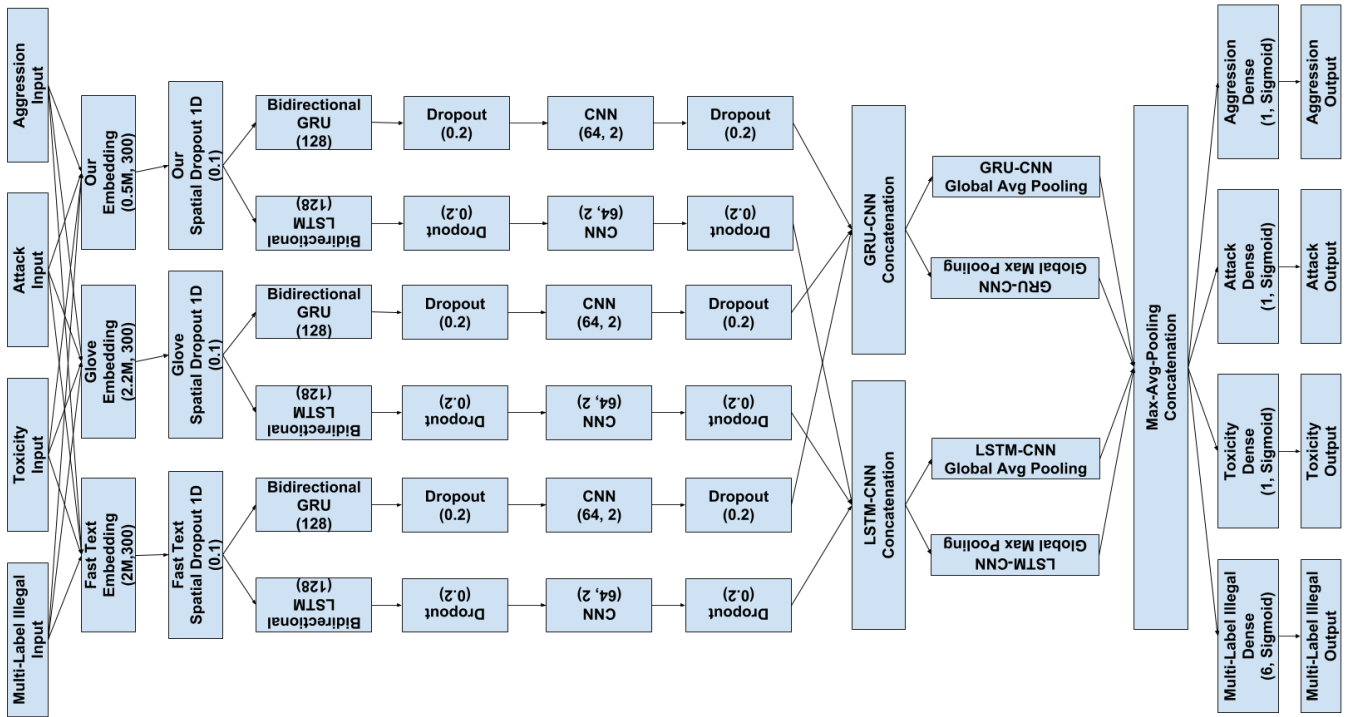 Aggression
Input
Attack
Input
Toxicity
Input
Multi-Label Illegal
Input
Our
Embedding
(0.5M, 300)
Glove
Embedding
(2.2M, 300)
Fast Text
Embedding
(2M,300)
Our
Spatial Dropout 1D
(0.1)
Glove
Spatial Dropout 1D
(0.1)
Fast Text
Spatial Dropout 1D
(0.1)
Bidirectional
GRU
(128)
Dropout
(0.2)
CNN
(64, 2)
Dropout
(0.2)
Bidirectional
LSTM
(128)
Dropout
(0.2)
CNN
(64, 2)
Dropout
(0.2)
Bidirectional
GRU
(128)
Dropout
(0.2)
CNN
(64, 2)
Dropout
(0.2)
Bidirectional
LSTM
(128)
Dropout
(0.2)
CNN
(64, 2)
Dropout
(0.2)
Bidirectional
GRU
(128)
Dropout
(0.2)
CNN
(64, 2)
Dropout
(0.2)
Bidirectional
LSTM
(128)
Dropout
(0.2)
CNN
(64, 2)
Dropout
(0.2)
GRU-CNN
Concatenation
LSTM-CNN
Concatenation
GRU-CNN
Global Avg Pooling
GRU-CNN
Global Max Pooling
LSTM-CNN
Global Avg Pooling
LSTM-CNN
Global Max Pooling
Max-Avg-Pooling
Concatenation
Aggression
Dense
(1, Sigmoid)
Aggression
Output
Attack
Dense
(1, Sigmoid)
Attack
Output
Toxicity
Dense
(1, Sigmoid)
Toxicity
Output
Multi-Label Illegal
Dense
(6, Sigmoid)
Multi-Label Illegal
Output